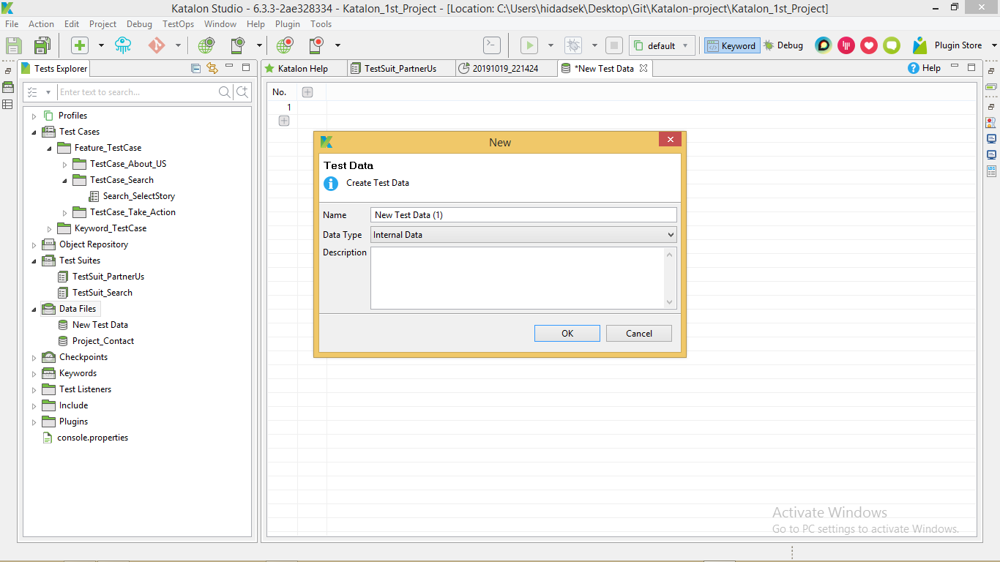 Katalon Studio - 6.3.3-2ae328334 - Katalon_1st_Project - [Location: C:\Users\hidadsek\Desktop\Git\Katalon-project\Katalon_1st_Project]
File Action Edit Project Debug TestOps Window Help Plugin Tools
default Keyword Debug Plugin Store
Tests Explorer
Katalon Help TestSuit_PartnerUs 20191019_221424 *New Test Data Help
Enter text to search...
Profiles
Test Cases
Feature_TestCase
TestCase_About_US
TestCase_Search
Search_SelectStory
TestCase_Take_Action
Keyword_TestCase
Object Repository
Test Suites
TestSuit_PartnerUs
TestSuit_Search
Data Files
New Test Data
Project_Contact
Checkpoints
Keywords
Test Listeners
Include
Plugins
console.properties
No.
1
New
Test Data
Create Test Data
Name New Test Data (1)
Data Type Internal Data
Description
OK Cancel
Activate Windows
Go to PC settings to activate Windows.